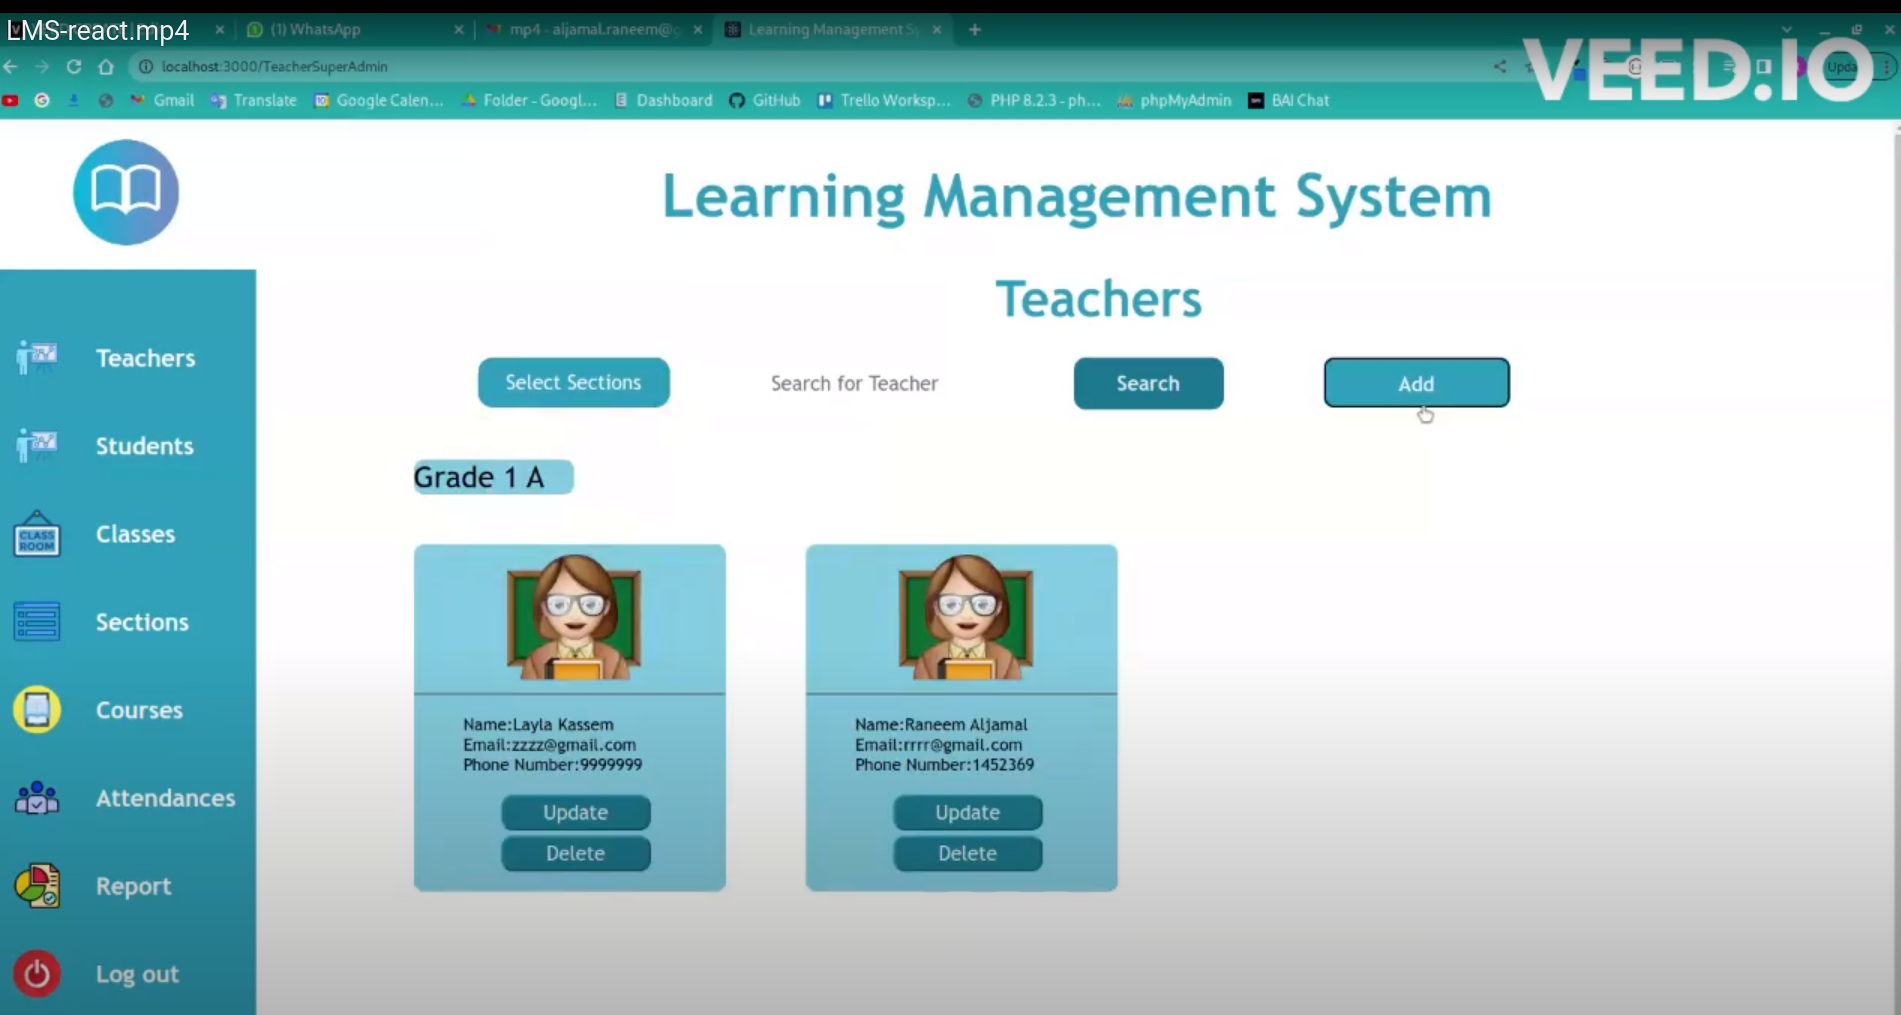 LMS-react.mp4
(1) WhatsApp
mp4 - aljamal.raneem@g
Learning Management Sy
VEED.IO
localhost:3000/TeacherSuperAdmin
Upda
Gmail
Translate
Google Calen...
Folder - Googl...
Dashboard
GitHub
Trello Worksp...
PHP 8.2.3 - ph...
phpMyAdmin
BAI Chat
Learning Management System
Teachers
Select Sections
Search for Teacher
Search
Add
Teachers
Students
CLASS
ROOM
Classes
Sections
Courses
Attendances
Report
Log out
Grade 1 A
Name:Layla Kassem
Email:zzzz@gmail.com
Phone Number:9999999
Update
Delete
Name:Raneem Aljamal
Email:rrrr@gmail.com
Phone Number:1452369
Update
Delete